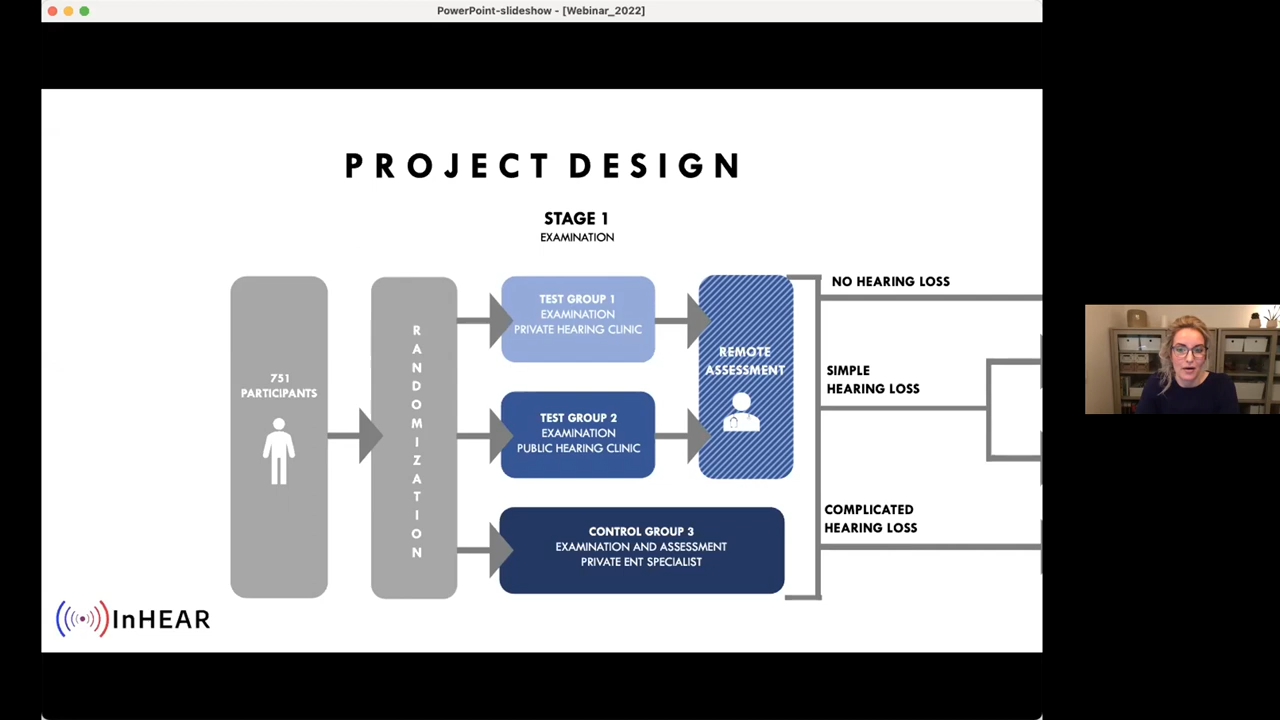 PowerPoint-slideshow - [Webinar_2022]
PROJECT DESIGN
STAGE 1
EXAMINATION
751
PARTICIPANTS
RANDOMIZATION
TEST GROUP 1
EXAMINATION
PRIVATE HEARING CLINIC
TEST GROUP 2
EXAMINATION
PUBLIC HEARING CLINIC
REMOTE
ASSESSMENT
CONTROL GROUP 3
EXAMINATION AND ASSESSMENT
PRIVATE ENT SPECIALIST
NO HEARING LOSS
SIMPLE
HEARING LOSS
COMPLICATED
HEARING LOSS
InHEAR